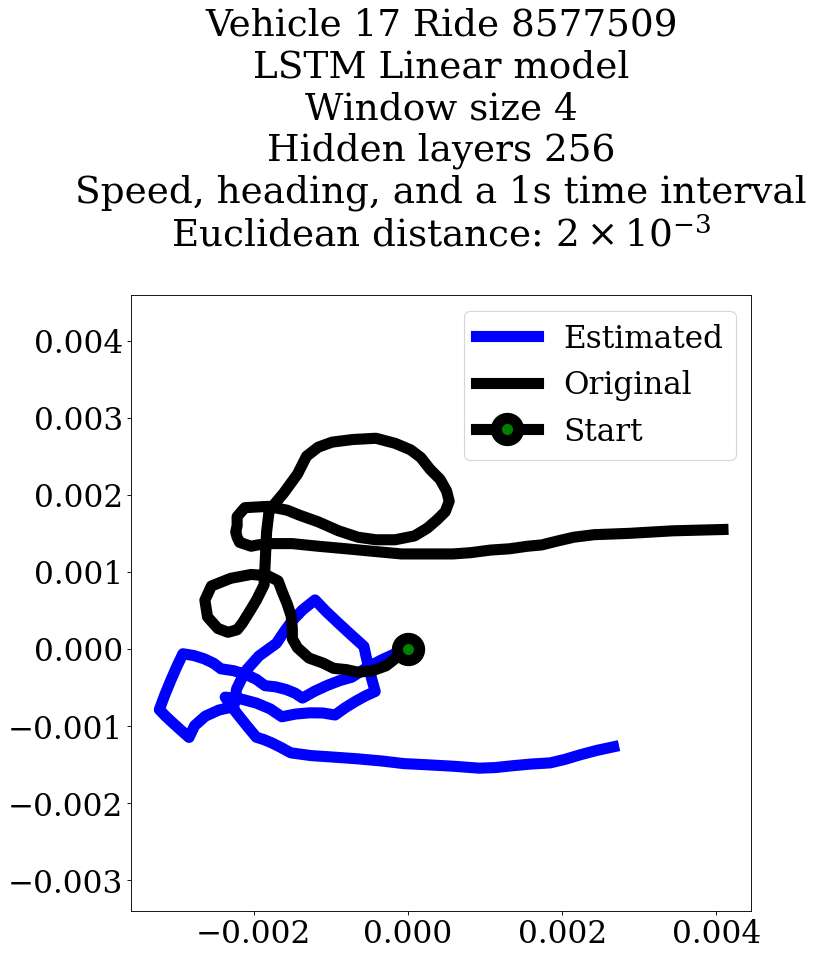 Vehicle 17 Ride 8577509
LSTM Linear model
Window size 4
Hidden layers 256
Speed, heading, and a 1s time interval
Euclidean distance: 2 × 10⁻³
Estimated
Original
Start
0.004
0.003
0.002
0.001
0.000
−0.001
−0.002
−0.003
−0.002 0.000 0.002 0.004